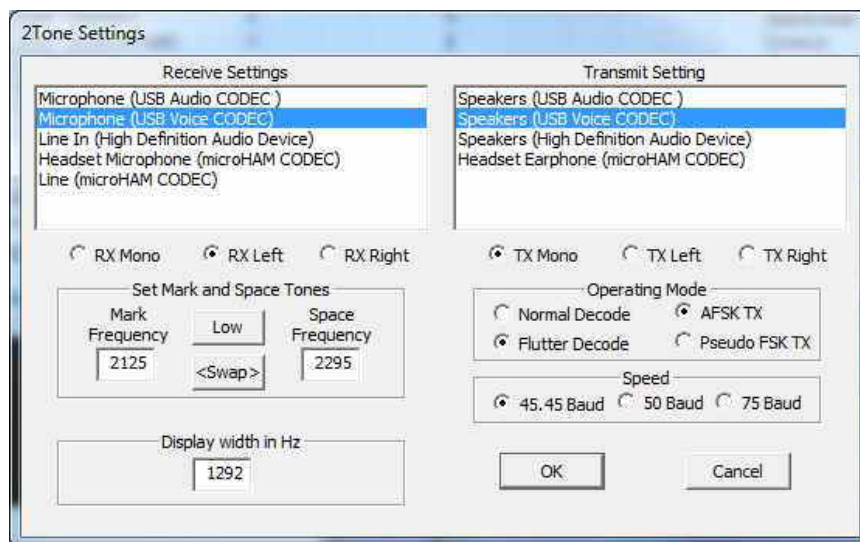 2Tone Settings
Receive Settings
Microphone (USB Audio CODEC )
Microphone (USB Voice CODEC)
Line In (High Definition Audio Device)
Headset Microphone (microHAM CODEC)
Line (microHAM CODEC)
RX Mono RX Left RX Right
Set Mark and Space Tones
Mark Frequency
2125
Low
<Swap>
Space Frequency
2295
Display width in Hz
1292
Transmit Setting
Speakers (USB Audio CODEC )
Speakers (USB Voice CODEC)
Speakers (High Definition Audio Device)
Headset Earphone (microHAM CODEC)
TX Mono TX Left TX Right
Operating Mode
Normal Decode AFSK TX
Flutter Decode Pseudo FSK TX
Speed
45.45 Baud 50 Baud 75 Baud
OK Cancel